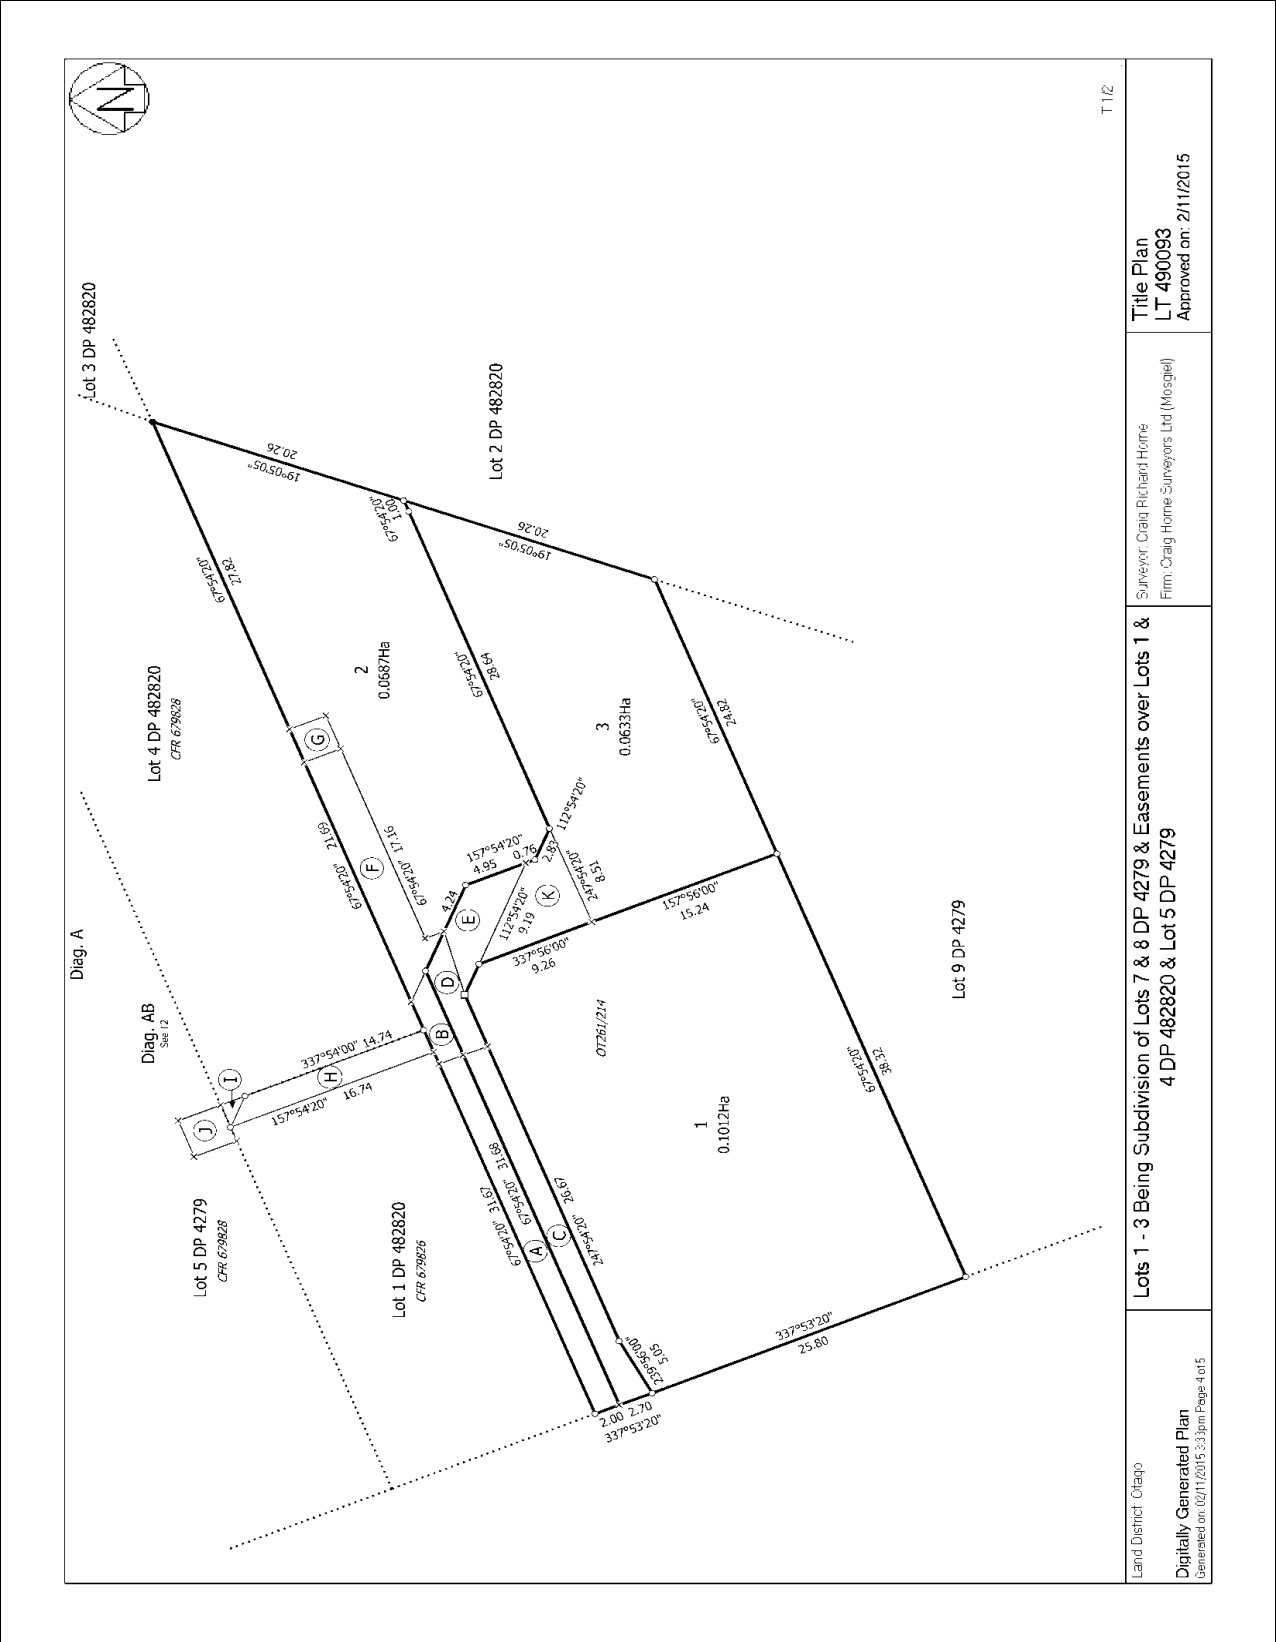 N
Lot 3 DP 482820
Diag. A
Diag. AB
See T2
Lot 4 DP 482820
CFR 679828
Lot 5 DP 4279
CFR 679828
Lot 1 DP 482820
CFR 679826
Lot 2 DP 482820
20.26
19°05'05"
67°54'20"
27.82
67°54'20"
1.00
20.26
19°05'05"
2
0.0687Ha
67°54'20"
28.64
3
0.0633Ha
67°54'20"
24.82
G
67°54'20" 21.69
F
67°54'20" 17.16
157°54'20"
4.95
0.76
2.83
112°54'20"
4.24
E
112°54'20"
9.19
K
247°54'20"
8.51
337°56'00"
9.26
157°56'00"
15.24
D
B
337°54'00" 14.74
H
157°54'20" 16.74
I
J
67°54'20" 31.67
67°54'20" 31.68
A
C
247°54'20" 26.67
OT261/214
1
0.1012Ha
Lot 9 DP 4279
67°54'20"
38.32
239°56'00"
5.05
2.00 2.70
337°53'20"
337°53'20"
25.80
T 1/2
Land District: Otago
Digitally Generated Plan
Generated on: 02/11/2015 3:33pm Page 4 of 5
Lots 1 - 3 Being Subdivision of Lots 7 & 8 DP 4279 & Easements over Lots 1 &
4 DP 482820 & Lot 5 DP 4279
Surveyor: Craig Richard Horne
Firm: Craig Horne Surveyors Ltd (Mosgiel)
Title Plan
LT 490093
Approved on: 2/11/2015